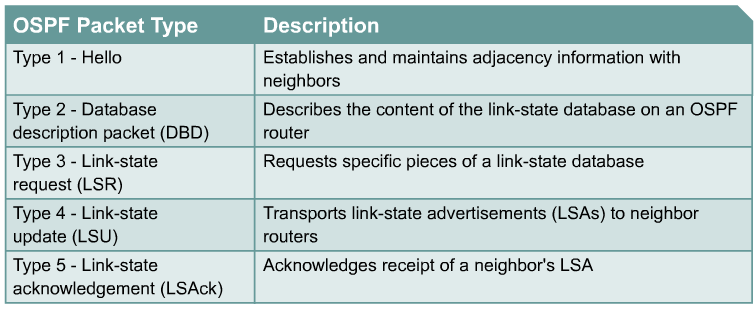 OSPF Packet Type Description
Type 1 - Hello Establishes and maintains adjacency information with
neighbors
Type 2 - Database Describes the content of the link-state database on an OSPF
description packet (DBD) router
Type 3 - Link-state Requests specific pieces of a link-state database
request (LSR)
Type 4 - Link-state Transports link-state advertisements (LSAs) to neighbor
update (LSU) routers
Type 5 - Link-state Acknowledges receipt of a neighbor's LSA
acknowledgement (LSAck)